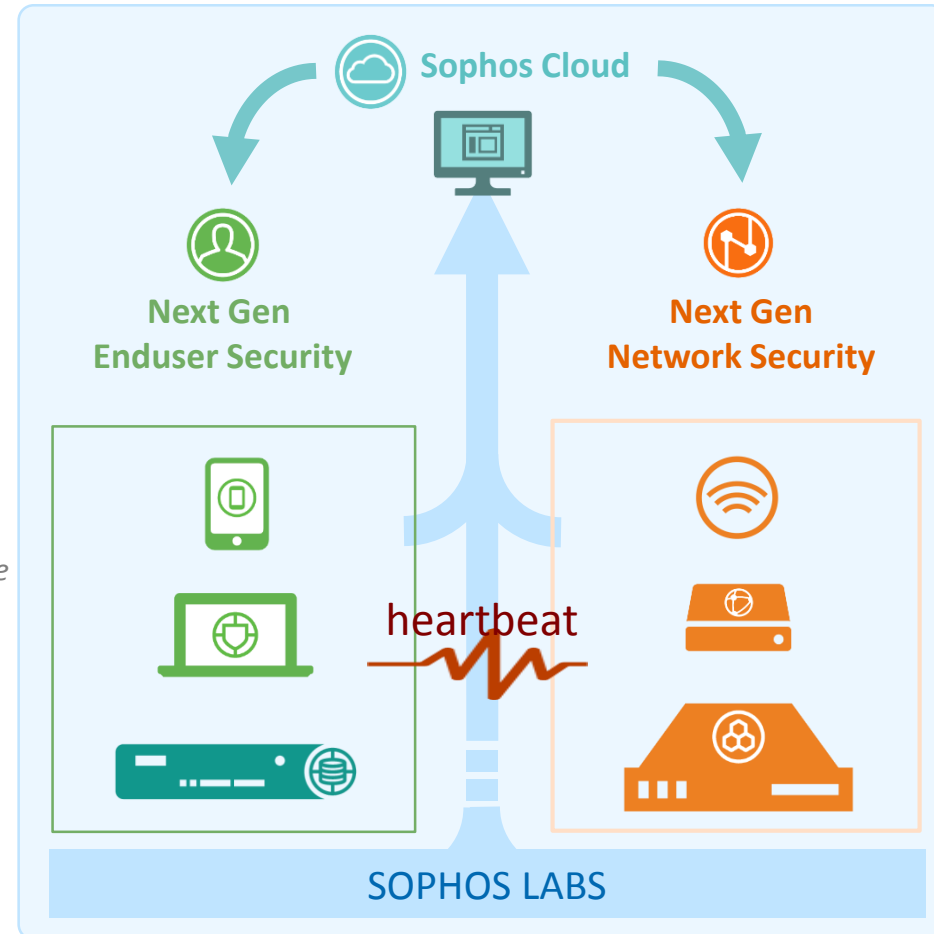 Sophos Cloud
Next Gen
Enduser Security
Next Gen
Network Security
e
heartbeat
SOPHOS LABS